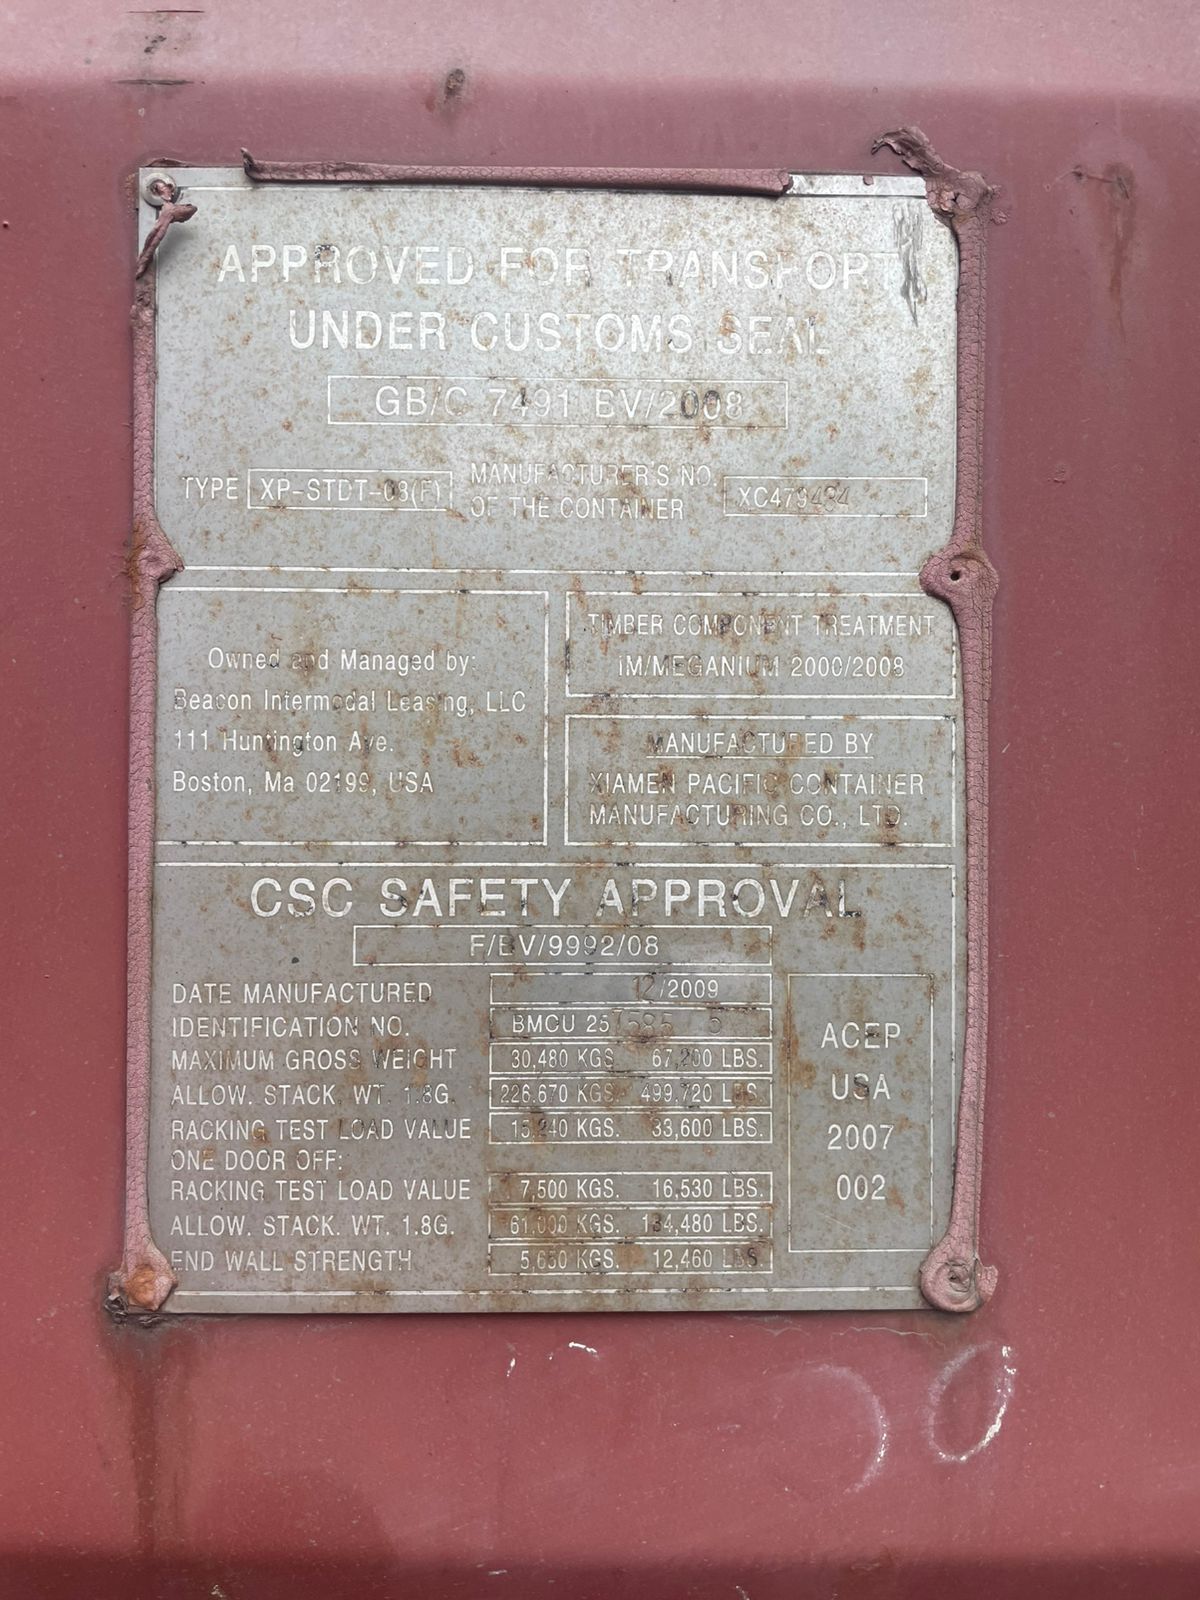 APPROVED FOR TRANSPORT
UNDER CUSTOMS SEAL
GB/C 7491 BV/2008
TYPE XP-STDT-08(F) MANUFACTURER'S NO. OF THE CONTAINER XC479484
Owned and Managed by:
Beacon Intermodal Leasing, LLC
111 Huntington Ave.
Boston, Ma 02199, USA
TIMBER COMPONENT TREATMENT
IM/MEGANIUM 2000/2008
MANUFACTURED BY
XIAMEN PACIFIC CONTAINER
MANUFACTURING CO., LTD.
CSC SAFETY APPROVAL
F/BV/9992/08
DATE MANUFACTURED 12/2009
IDENTIFICATION NO. BMOU
MAXIMUM GROSS WEIGHT 30,480 KGS. 67,200 LBS.
ALLOW. STACK. WT. 1.8G. 226,670 KGS. 499,720 LBS.
RACKING TEST LOAD VALUE 15,240 KGS. 33,600 LBS.
ONE DOOR OFF:
RACKING TEST LOAD VALUE 7,500 KGS. 16,530 LBS.
ALLOW. STACK. WT. 1.8G. 61,000 KGS. 134,480 LBS.
END WALL STRENGTH 5,650 KGS. 12,460 LBS.
ACEP
USA
2007
002